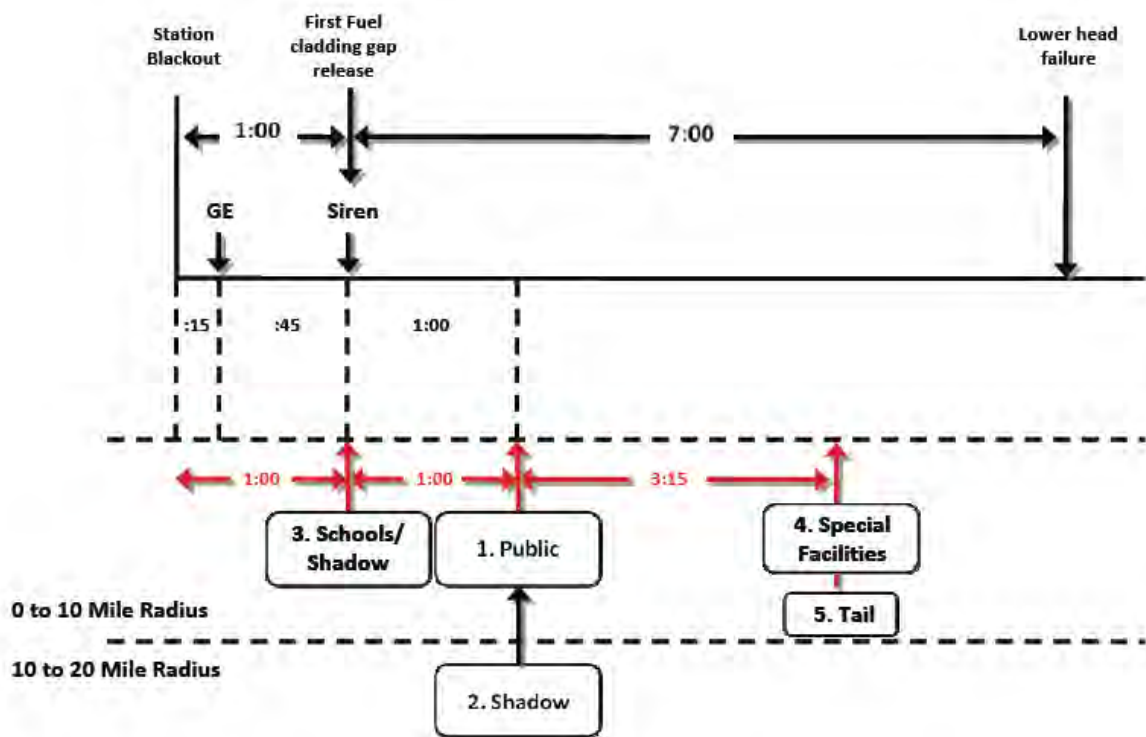 Station
Blackout
First Fuel
cladding gap
release
Lower head
failure
1:00
7:00
GE
Siren
:15
:45
1:00
1:00
1:00
3:15
3. Schools/
Shadow
1. Public
4. Special
Facilities
5. Tail
0 to 10 Mile Radius
10 to 20 Mile Radius
2. Shadow